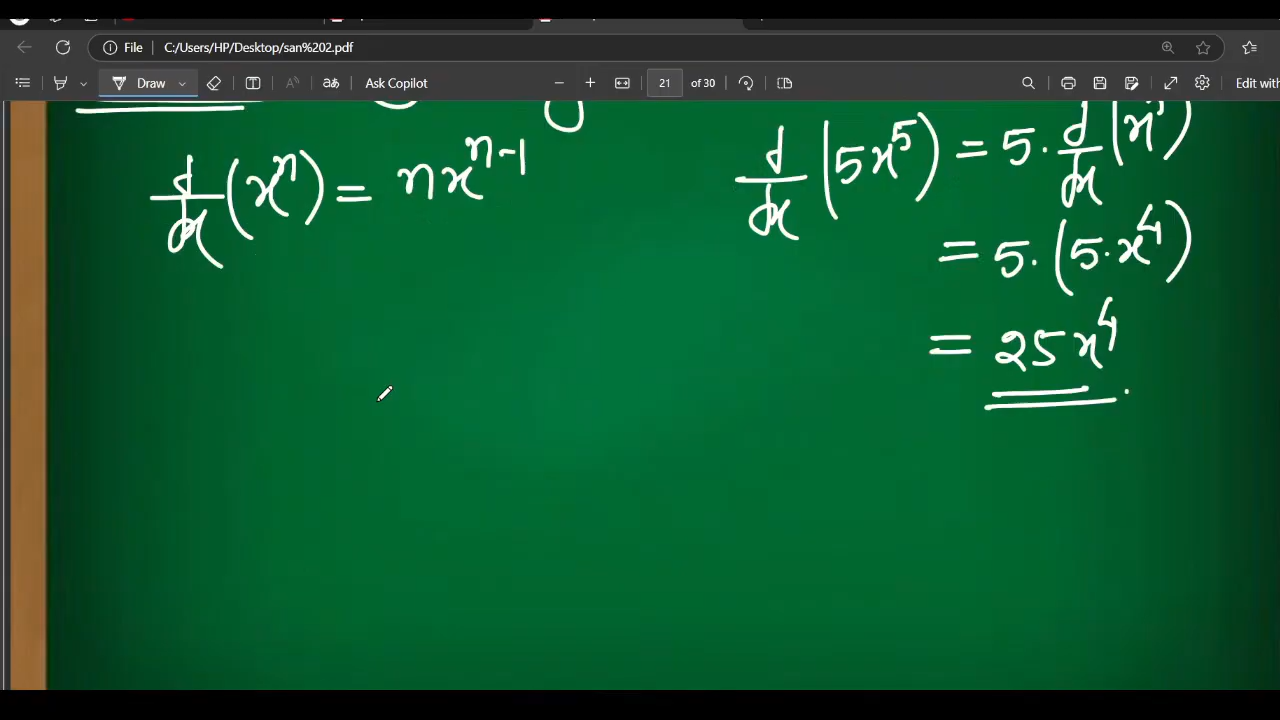 File | C:/Users/HP/Desktop/san%202.pdf
Draw Ask Copilot 21 of 30 Edit with
d/dx (x^n) = nx^(n-1)
d/dx (5x^5) = 5 · d/dx (x^5)
= 5 · (5 · x^4)
= 25x^4